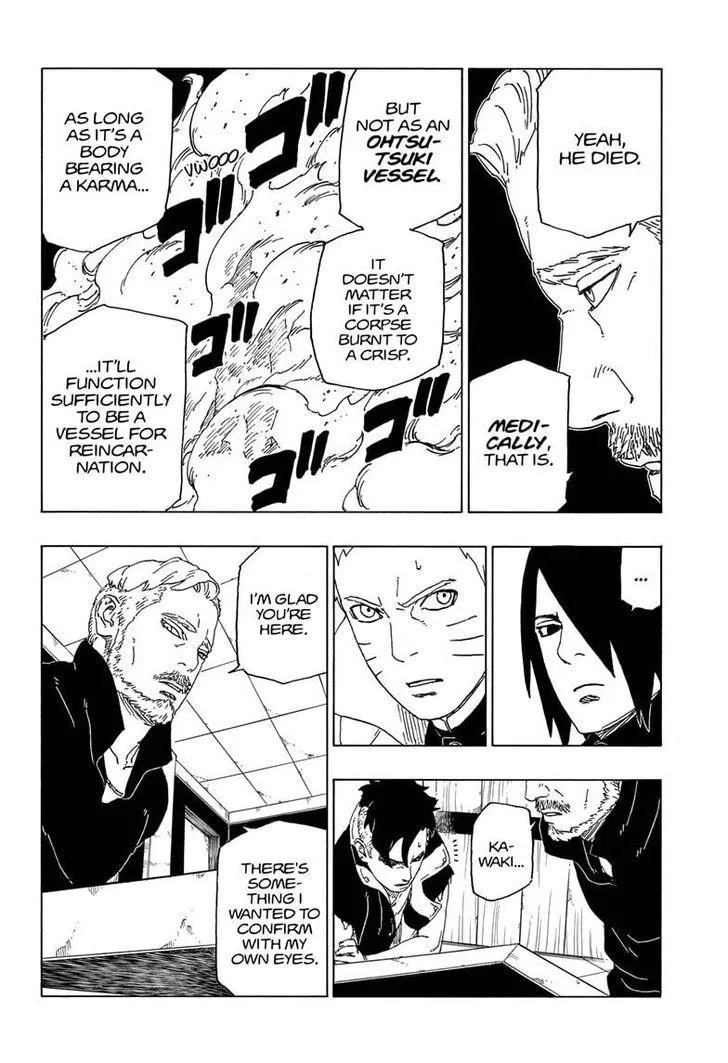 YEAH,
HE DIED.
MEDI-
CALLY,
THAT IS.
BUT
NOT AS AN
OHTSU-
TSUKI
VESSEL.
IT
DOESN'T
MATTER
IF IT'S A
CORPSE
BURNT TO
A CRISP.
VWOOO
ゴ
ゴ
ゴ
ゴ
ゴ
AS LONG
AS IT'S A
BODY
BEARING
A KARMA...
...IT'LL
FUNCTION
SUFFICIENTLY
TO BE A
VESSEL FOR
REINCAR-
NATION.
...
KA-
WAKI...
I'M GLAD
YOU'RE
HERE.
THERE'S
SOME-
THING I
WANTED TO
CONFIRM
WITH MY
OWN EYES.